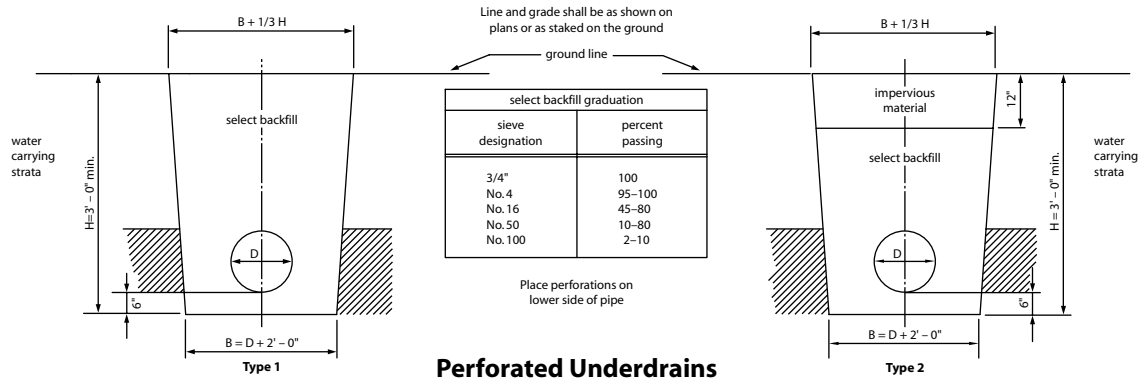 B + 1/3 H
Line and grade shall be as shown on
plans or as staked on the ground
ground line
B + 1/3 H
select backfill
water
carrying
strata
H=3' – 0" min.
D
6"
B = D + 2' – 0"
Type 1
select backfill graduation
sieve
designation
percent
passing
3/4" 100
No. 4 95–100
No. 16 45–80
No. 50 10–80
No. 100 2–10
Place perforations on
lower side of pipe
impervious
material
12"
select backfill
water
carrying
strata
H = 3' – 0" min.
D
6"
B = D + 2' – 0"
Type 2
Perforated Underdrains